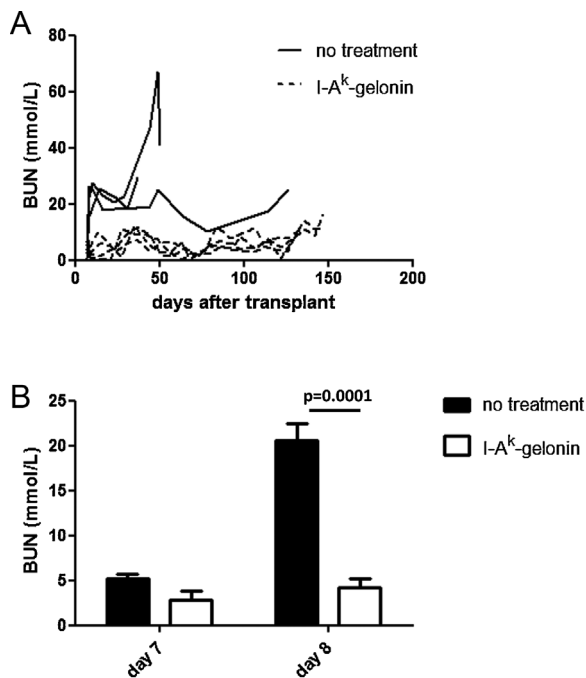 A
80
60
40
20
0
BUN (mmol/L)
0 50 100 150 200
days after transplant
no treatment
I-Aᵏ-gelonin
B
25
20
15
10
5
0
BUN (mmol/L)
p=0.0001
day 7 day 8
no treatment
I-Aᵏ-gelonin